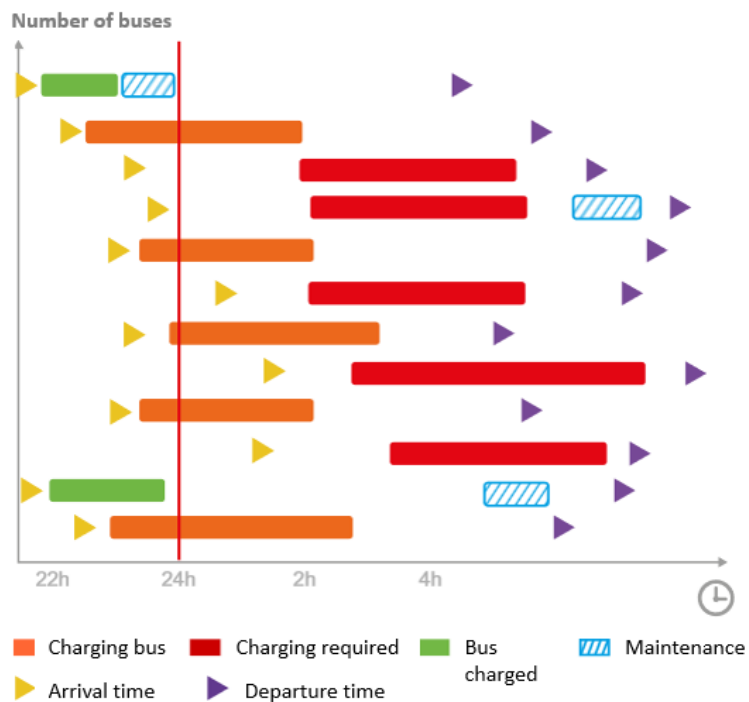 Number of buses
22h 24h 2h 4h
Charging bus Charging required Bus charged Maintenance
Arrival time Departure time